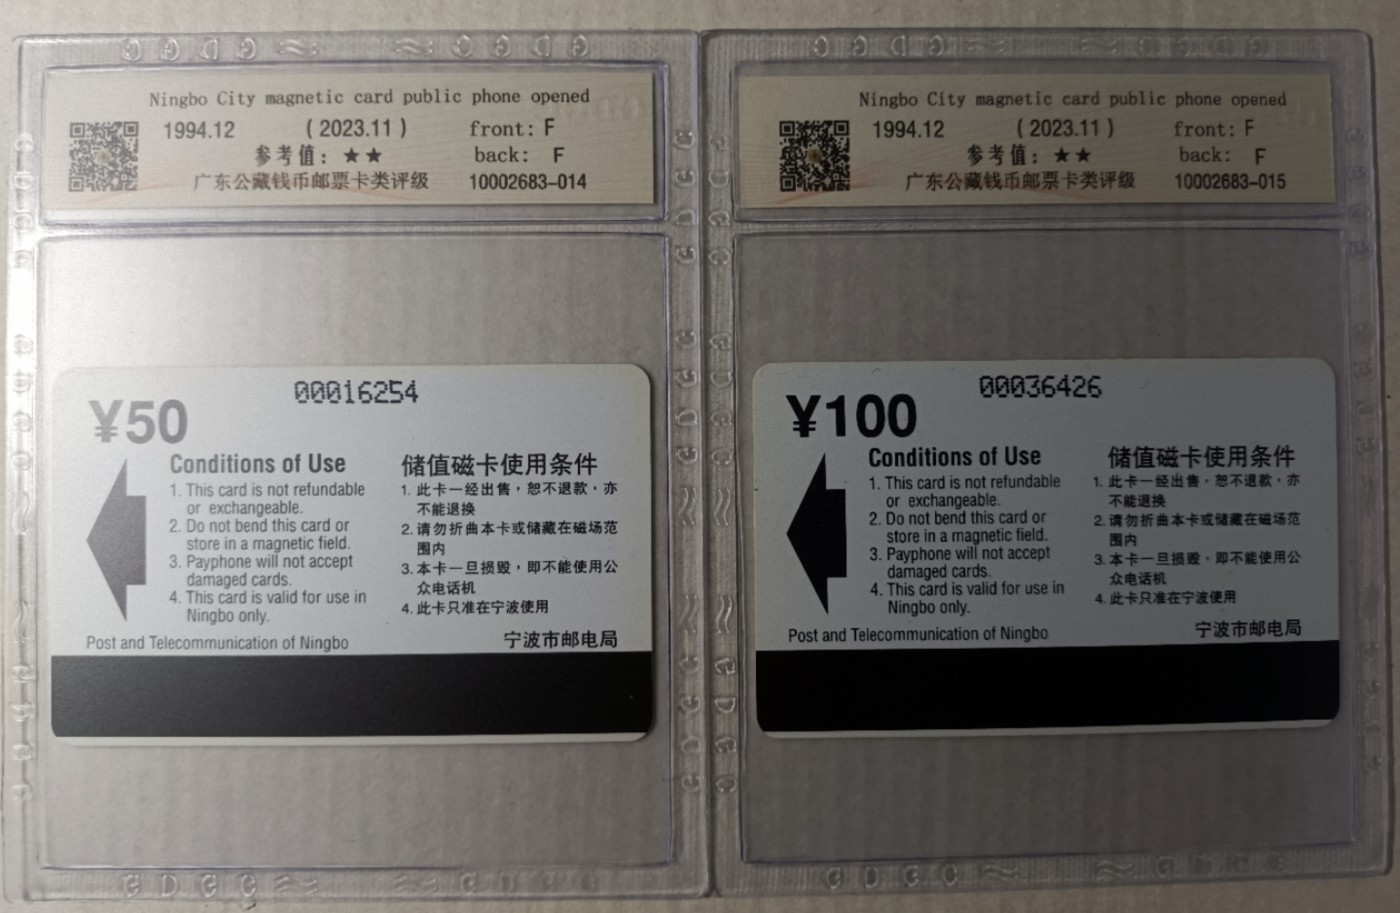 Ningbo City magnetic card public phone opened
1994.12 (2023.11) front: F
参考值：★★ back: F
广东公藏钱币邮票卡类评级 10002683-014
00016254
¥50
Conditions of Use
1. This card is not refundable
or exchangeable.
2. Do not bend this card or
store in a magnetic field.
3. Payphone will not accept
damaged cards.
4. This card is valid for use in
Ningbo only.
储值磁卡使用条件
1. 此卡一经出售，恕不退款，亦
不能退换
2. 请勿折曲本卡或储藏在磁场范
围内
3. 本卡一旦损毁，即不能使用公
众电话机
4. 此卡只准在宁波使用
Post and Telecommunication of Ningbo
宁波市邮电局
Ningbo City magnetic card public phone opened
1994.12 (2023.11) front: F
参考值：★★ back: F
广东公藏钱币邮票卡类评级 10002683-015
00036426
¥100
Conditions of Use
1. This card is not refundable
or exchangeable.
2. Do not bend this card or
store in a magnetic field.
3. Payphone will not accept
damaged cards.
4. This card is valid for use in
Ningbo only.
储值磁卡使用条件
1. 此卡一经出售，恕不退款，亦
不能退换
2. 请勿折曲本卡或储藏在磁场范
围内
3. 本卡一旦损毁，即不能使用公
众电话机
4. 此卡只准在宁波使用
Post and Telecommunication of Ningbo
宁波市邮电局